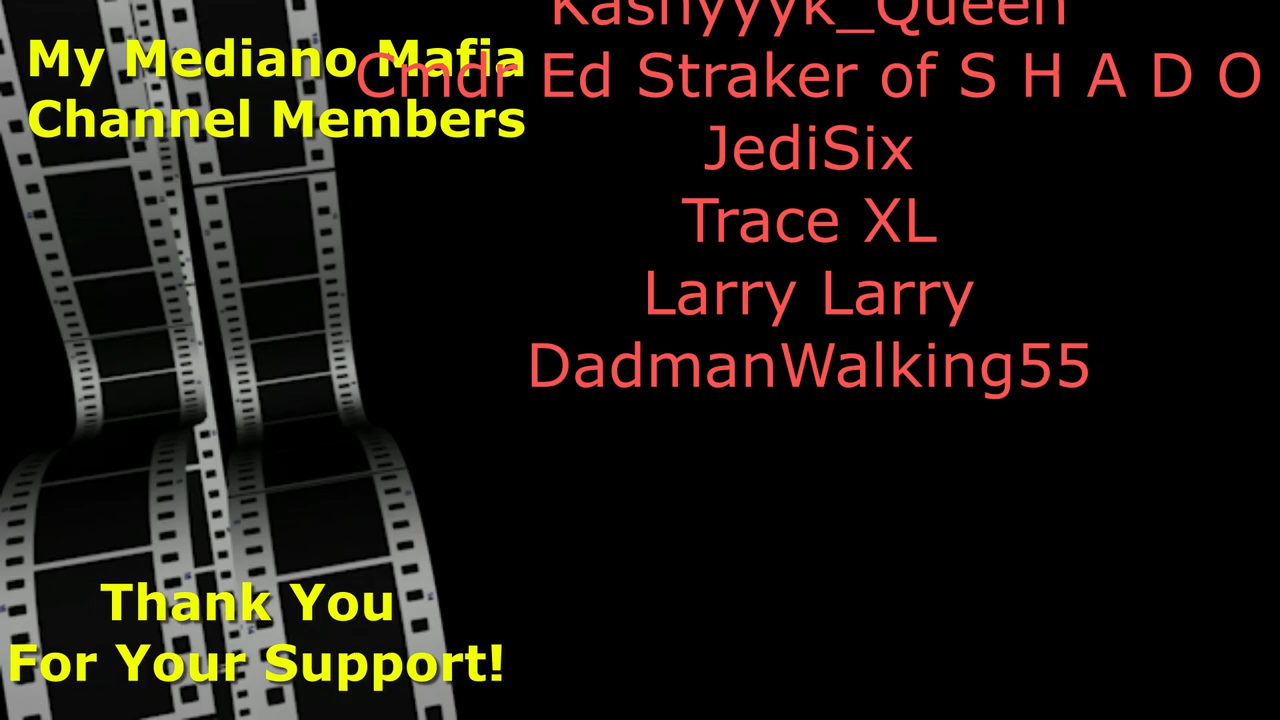 Kashyyyk_Queen
My Mediano Mafia
Channel Members
Cmdr Ed Straker of S H A D O
JediSix
Trace XL
Larry Larry
DadmanWalking55
Thank You
For Your Support!